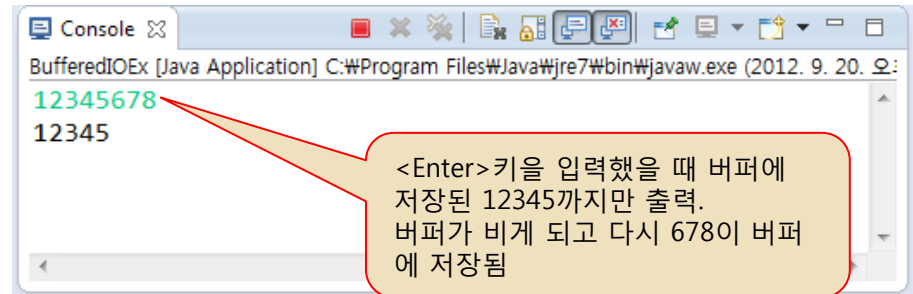 Console
BufferedIOEx [Java Application] C:₩Program Files₩Java₩jre7₩bin₩javaw.exe (2012. 9. 20.
12345678
12345
<Enter>키을 입력했을 때 버퍼에
저장된 12345까지만 출력.
버퍼가 비게 되고 다시 678이 버퍼
에 저장됨